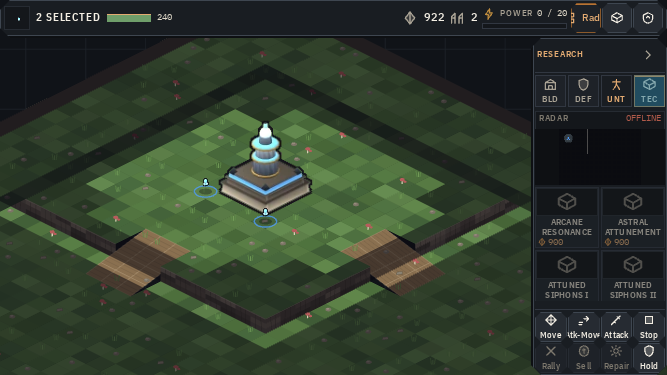 2 SELECTED 240
922 2 POWER 0 / 20 Rad
RESEARCH
BLD DEF UNT TEC
RADAR OFFLINE
ARCANE RESONANCE
900
ASTRAL ATTUNEMENT
900
ATTUNED SIPHONS I
ATTUNED SIPHONS II
Move Atk-Move Attack Stop
Rally Sell Repair Hold